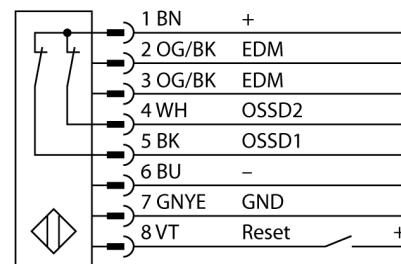 1 BN +
2 OG/BK EDM
3 OG/BK EDM
4 WH OSSD2
5 BK OSSD1
6 BU –
7 GNYE GND
8 VT Reset +